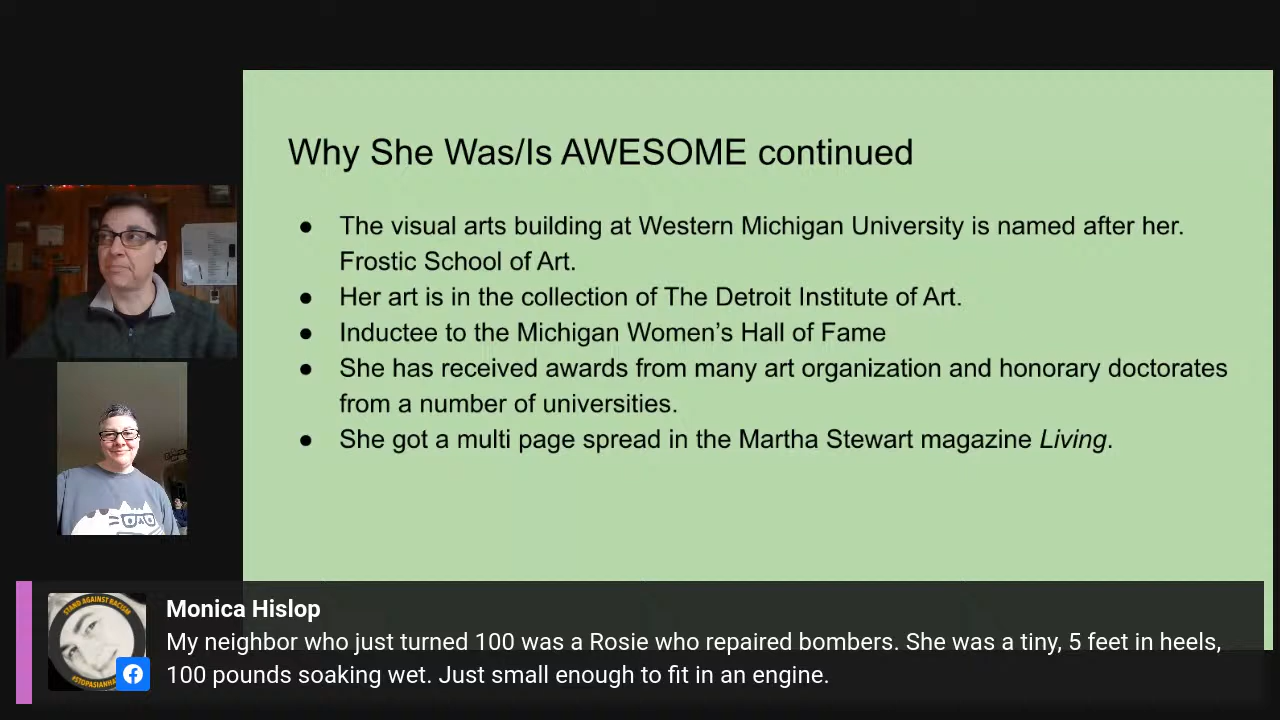 Why She Was/Is AWESOME continued
● The visual arts building at Western Michigan University is named after her.
Frostic School of Art.
● Her art is in the collection of The Detroit Institute of Art.
● Inductee to the Michigan Women’s Hall of Fame
● She has received awards from many art organization and honorary doctorates
from a number of universities.
● She got a multi page spread in the Martha Stewart magazine Living.
STAND AGAINST RACISM
Monica Hislop
My neighbor who just turned 100 was a Rosie who repaired bombers. She was a tiny, 5 feet in heels,
100 pounds soaking wet. Just small enough to fit in an engine.